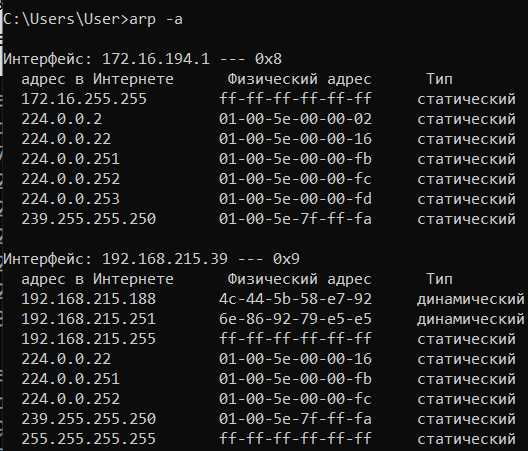 C:\Users\User>arp -a
Интерфейс: 172.16.194.1 --- 0x8
адрес в Интернете Физический адрес Тип
172.16.255.255 ff-ff-ff-ff-ff-ff статический
224.0.0.2 01-00-5e-00-00-02 статический
224.0.0.22 01-00-5e-00-00-16 статический
224.0.0.251 01-00-5e-00-00-fb статический
224.0.0.252 01-00-5e-00-00-fc статический
224.0.0.253 01-00-5e-00-00-fd статический
239.255.255.250 01-00-5e-7f-ff-fa статический
Интерфейс: 192.168.215.39 --- 0x9
адрес в Интернете Физический адрес Тип
192.168.215.188 4c-44-5b-58-e7-92 динамический
192.168.215.251 6e-86-92-79-e5-e5 динамический
192.168.215.255 ff-ff-ff-ff-ff-ff статический
224.0.0.22 01-00-5e-00-00-16 статический
224.0.0.251 01-00-5e-00-00-fb статический
224.0.0.252 01-00-5e-00-00-fc статический
239.255.255.250 01-00-5e-7f-ff-fa статический
255.255.255.255 ff-ff-ff-ff-ff-ff статический